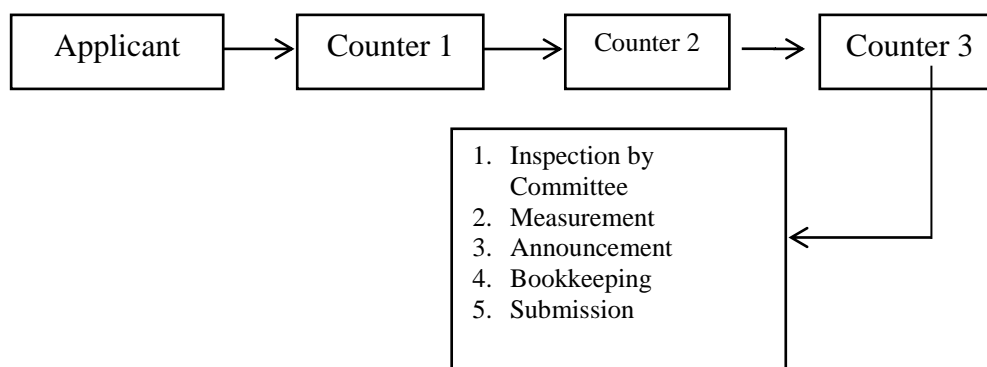 Applicant
Counter 1
Counter 2
Counter 3
1. Inspection by
Committee
2. Measurement
3. Announcement
4. Bookkeeping
5. Submission